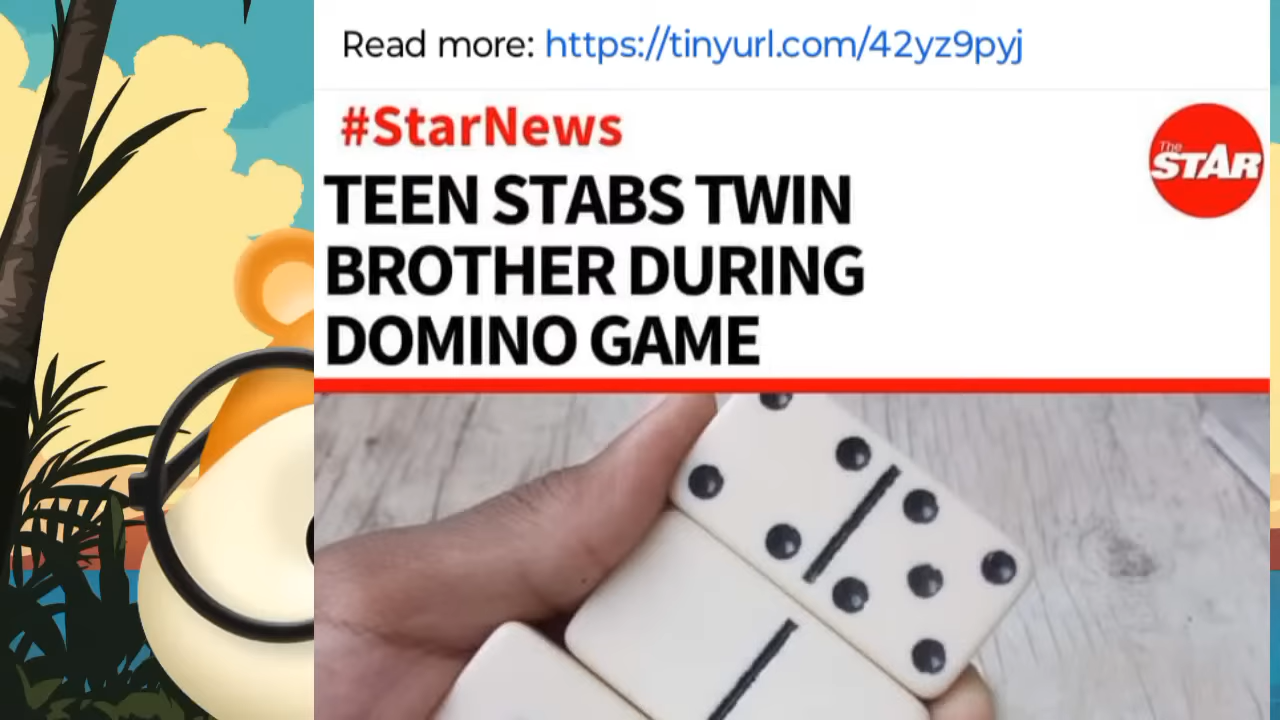 Read more: https://tinyurl.com/42yz9pyj
#StarNews
The
STAR
TEEN STABS TWIN
BROTHER DURING
DOMINO GAME